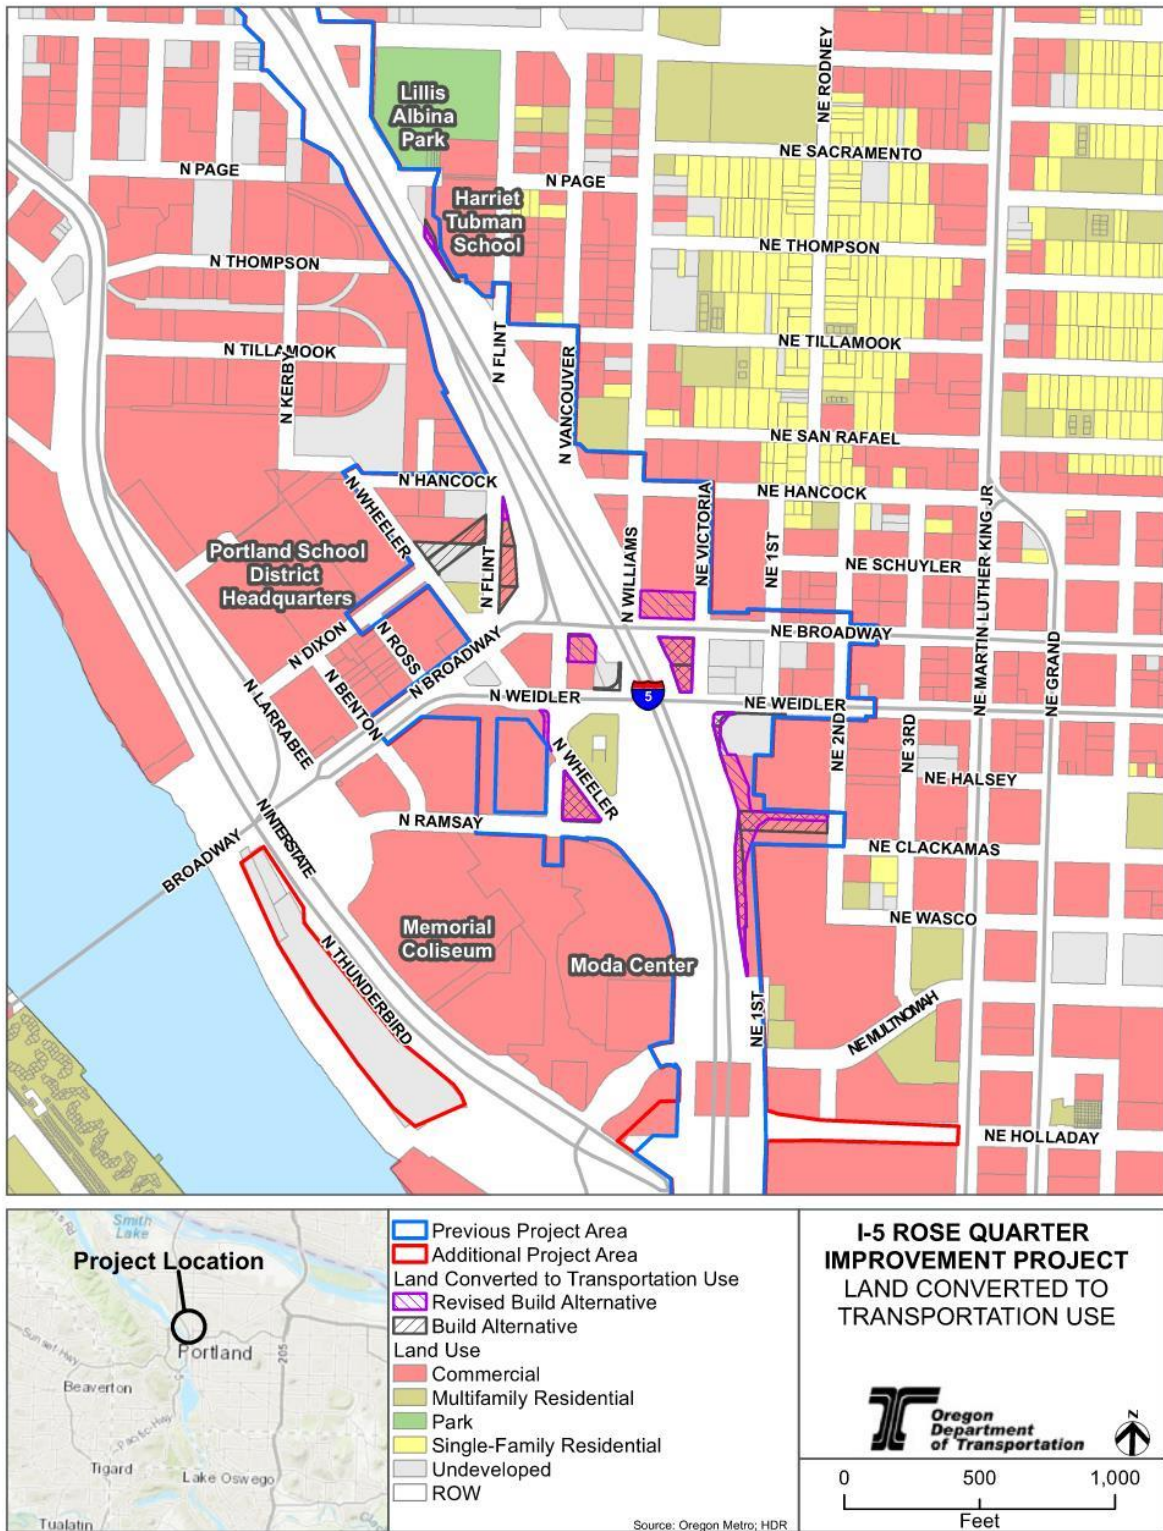 Lillis
Albina
Park
NE RODNEY
NE SACRAMENTO
N PAGE
N PAGE
Harriet
Tubman
School
NE THOMPSON
N THOMPSON
N FLINT
N TILLAMOOK
NE TILLAMOOK
N KERBY
N VANCOUVER
NE SAN RAFAEL
N HANCOCK
NE HANCOCK
N WHEELER
NE VICTORIA
NE 1ST
NE MARTIN LUTHER KING JR
N WILLIAMS
Portland School
District
Headquarters
N FLINT
NE SCHUYLER
NE GRAND
N DIXON
N ROSS
N BROADWAY
NE BROADWAY
N BENTON
N LARRABEE
N WEIDLER
5
NE WEIDLER
NE 2ND
NE 3RD
N WHEELER
NE HALSEY
N INTERSTATE
N RAMSAY
BROADWAY
NE CLACKAMAS
NE WASCO
Memorial
Coliseum
Moda Center
N THUNDERBIRD
NE 1ST
NE MULTNOMAH
NE HOLLADAY
Smith
Lake
Project Location
Portland
Sunset Hwy
205
5
Beaverton
Pacific-Hwy
Tigard
Lake Oswego
Tualatin
Previous Project Area
Additional Project Area
Land Converted to Transportation Use
Revised Build Alternative
Build Alternative
Land Use
Commercial
Multifamily Residential
Park
Single-Family Residential
Undeveloped
ROW
Source: Oregon Metro; HDR
I-5 ROSE QUARTER
IMPROVEMENT PROJECT
LAND CONVERTED TO
TRANSPORTATION USE
Oregon
Department
of Transportation
N
0 500 1,000
Feet